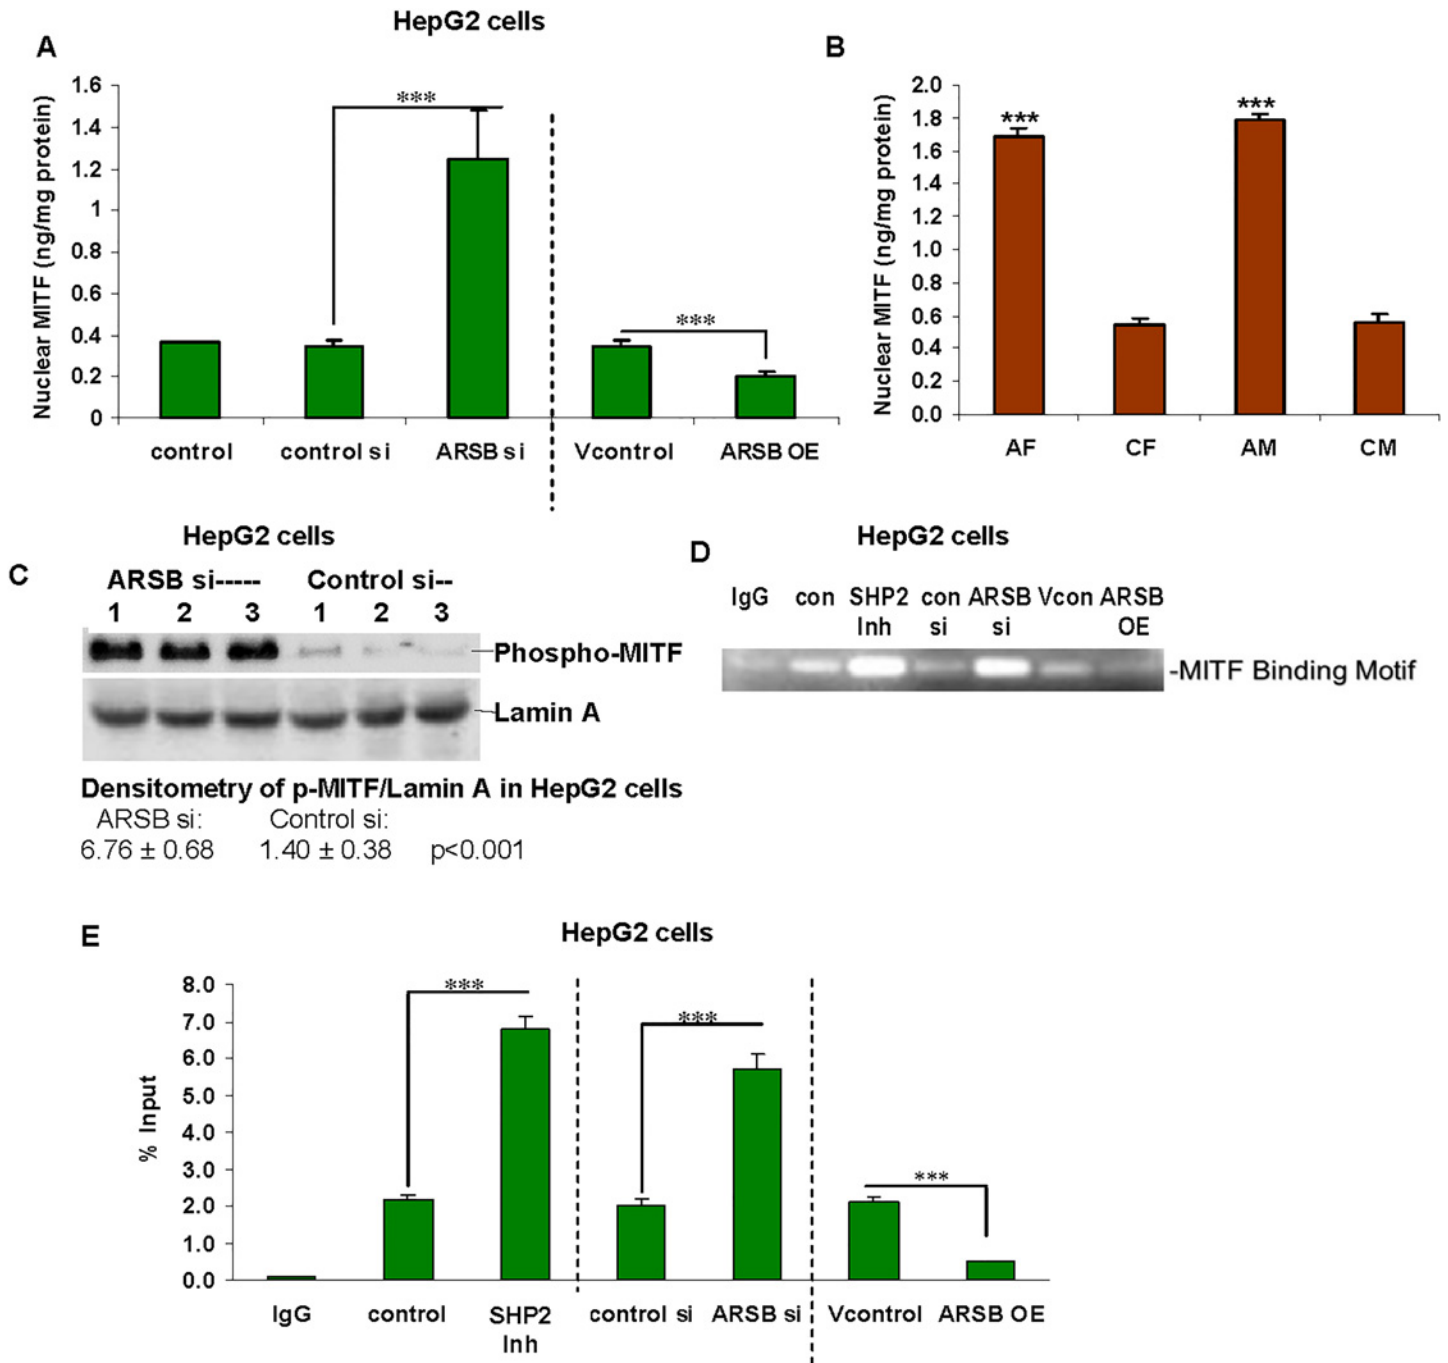 HepG2 cells
A
Nuclear MITF (ng/mg protein)
1.6
1.4
1.2
1
0.8
0.6
0.4
0.2
0
***
***
control
control si
ARSB si
Vcontrol
ARSB OE
B
Nuclear MITF (ng/mg protein)
2.0
1.8
1.6
1.4
1.2
1.0
0.8
0.6
0.4
0.2
0.0
***
***
AF
CF
AM
CM
C
HepG2 cells
ARSB si----- Control si--
1 2 3 1 2 3
Phospho-MITF
Lamin A
Densitometry of p-MITF/Lamin A in HepG2 cells
ARSB si: Control si:
6.76 ± 0.68 1.40 ± 0.38 p<0.001
D
HepG2 cells
IgG con SHP2 con ARSB Vcon ARSB
Inh si si OE
-MITF Binding Motif
E
HepG2 cells
% Input
8.0
7.0
6.0
5.0
4.0
3.0
2.0
1.0
0.0
***
***
***
IgG
control
SHP2
Inh
control si
ARSB si
Vcontrol
ARSB OE